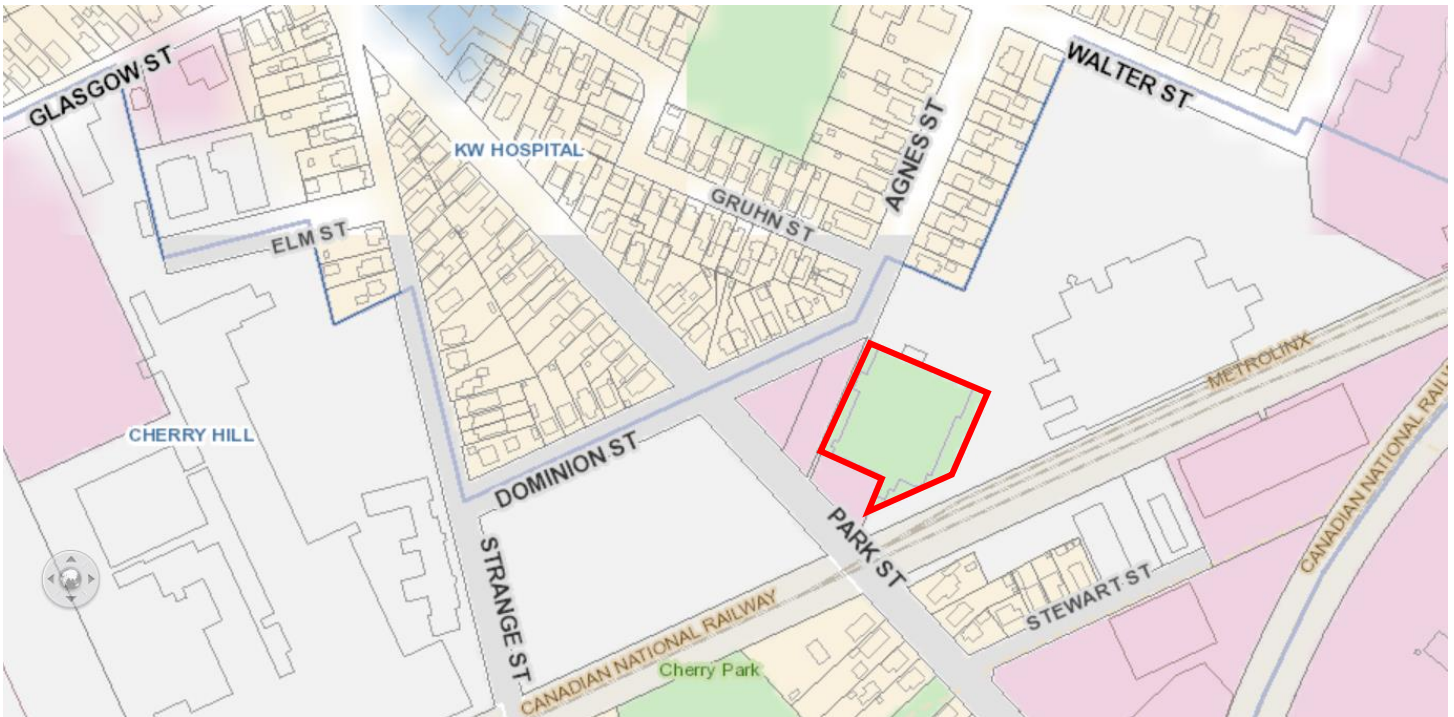 GLASGOW ST
WALTER ST
KW HOSPITAL
AGNES ST
GRUHN ST
ELM ST
METROLINX
CHERRY HILL
DOMINION ST
CANADIAN NATIONAL RAILW
PARK ST
STRANGE ST
STEWART ST
CANADIAN NATIONAL RAILWAY
Cherry Park